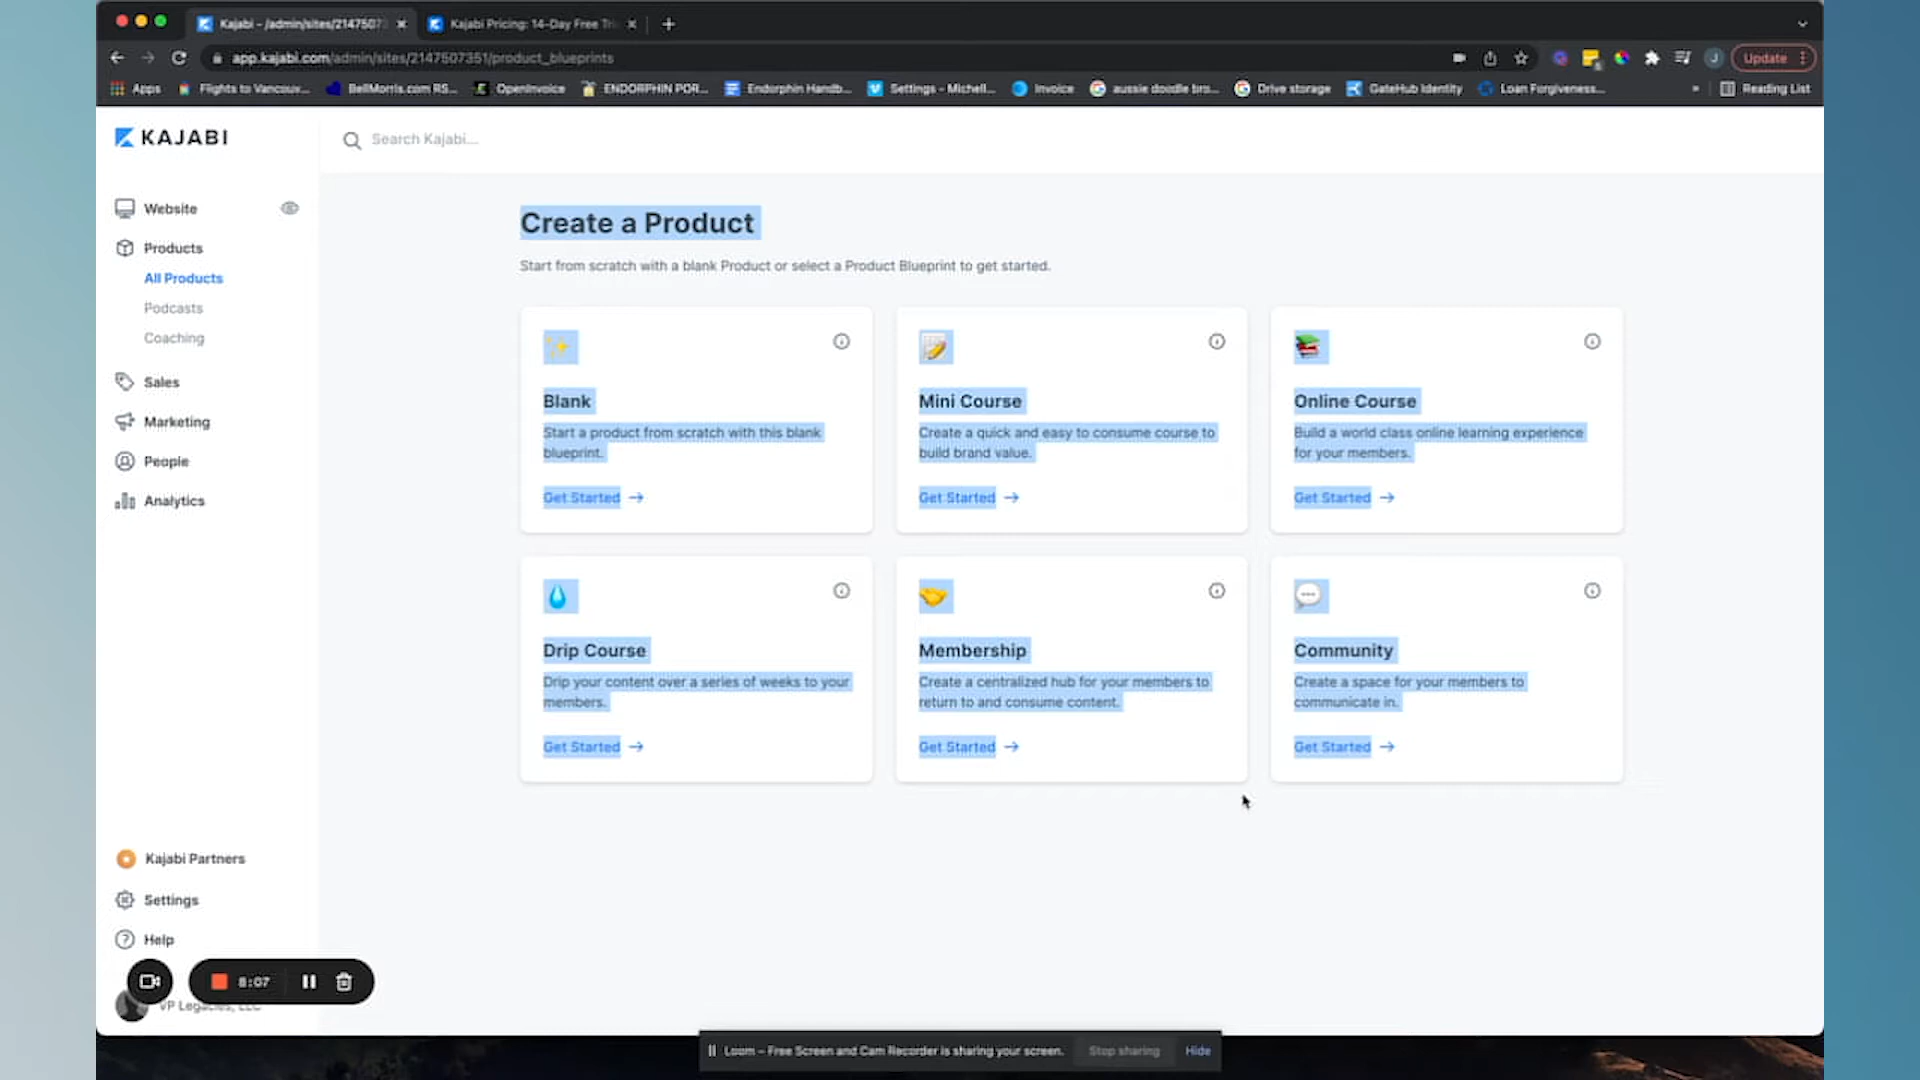 Kajabi - /admin/sites/2147507
Kajabi Pricing: 14-Day Free Tri
app.kajabi.com/admin/sites/2147507351/product_blueprints
Update
Apps
Flights to Vancouv...
BellMorris.com RS...
OpenInvoice
ENDORPHIN POR...
Endorphin Handb...
Settings - Michell...
Invoice
aussie doodle bro...
Drive storage
GateHub Identity
Loan Forgiveness...
»
Reading List
KAJABI
Search Kajabi...
Website
Products
All Products
Podcasts
Coaching
Sales
Marketing
People
Analytics
Kajabi Partners
Settings
Help
VP Legacies, LLC
8:07
Create a Product
Start from scratch with a blank Product or select a Product Blueprint to get started.
Blank
Start a product from scratch with this blank
blueprint.
Get Started →
Mini Course
Create a quick and easy to consume course to
build brand value.
Get Started →
Online Course
Build a world class online learning experience
for your members.
Get Started →
Drip Course
Drip your content over a series of weeks to your
members.
Get Started →
Membership
Create a centralized hub for your members to
return to and consume content.
Get Started →
Community
Create a space for your members to
communicate in.
Get Started →
Loom – Free Screen and Cam Recorder is sharing your screen.
Stop sharing
Hide